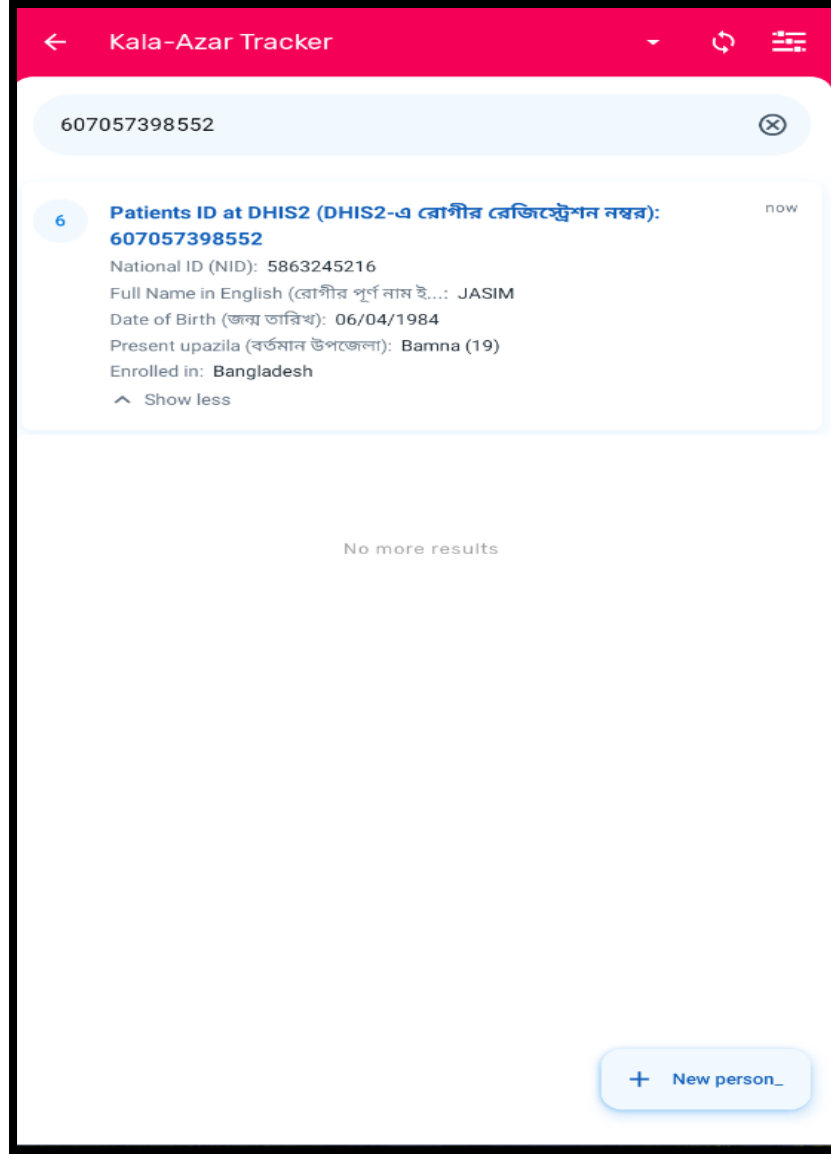 Kala-Azar Tracker
607057398552
6
Patients ID at DHIS2 (DHIS2-এ রোগীর রেজিস্ট্রেশন নম্বর):
now
607057398552
National ID (NID): 5863245216
Full Name in English (রোগীর পূর্ণ নাম ই...: JASIM
Date of Birth (জন্ম তারিখ): 06/04/1984
Present upazila (বর্তমান উপজেলা): Bamna (19)
Enrolled in: Bangladesh
Show less
No more results
+ New person_